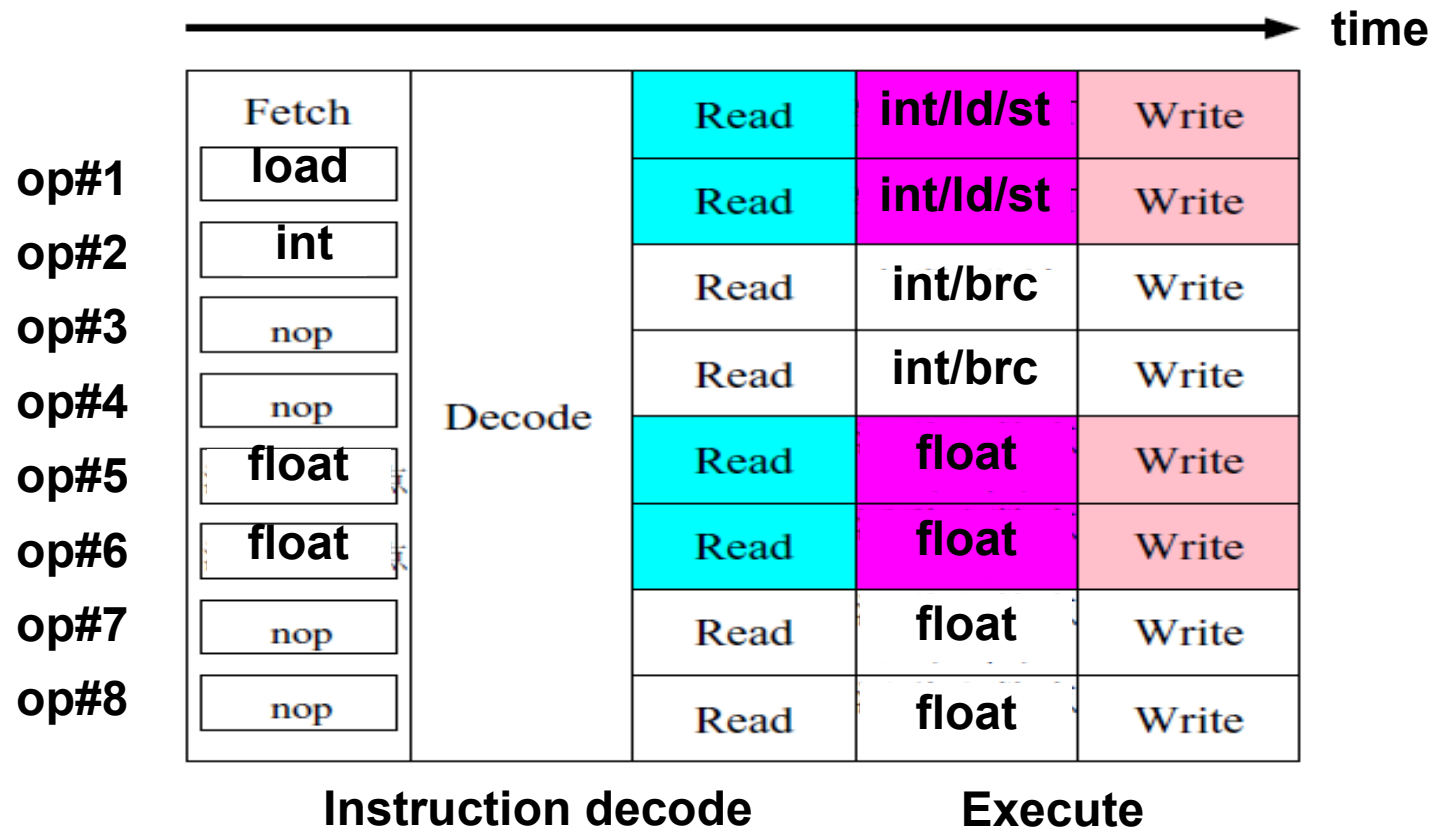 time
Fetch
Decode
Read int/ld/st Write
op#1 load
Read int/ld/st Write
op#2 int
Read int/brc Write
op#3 nop
Read int/brc Write
op#4 nop
op#5 float
Read float Write
op#6 float
Read float Write
op#7 nop
Read float Write
op#8 nop
Read float Write
Instruction decode Execute